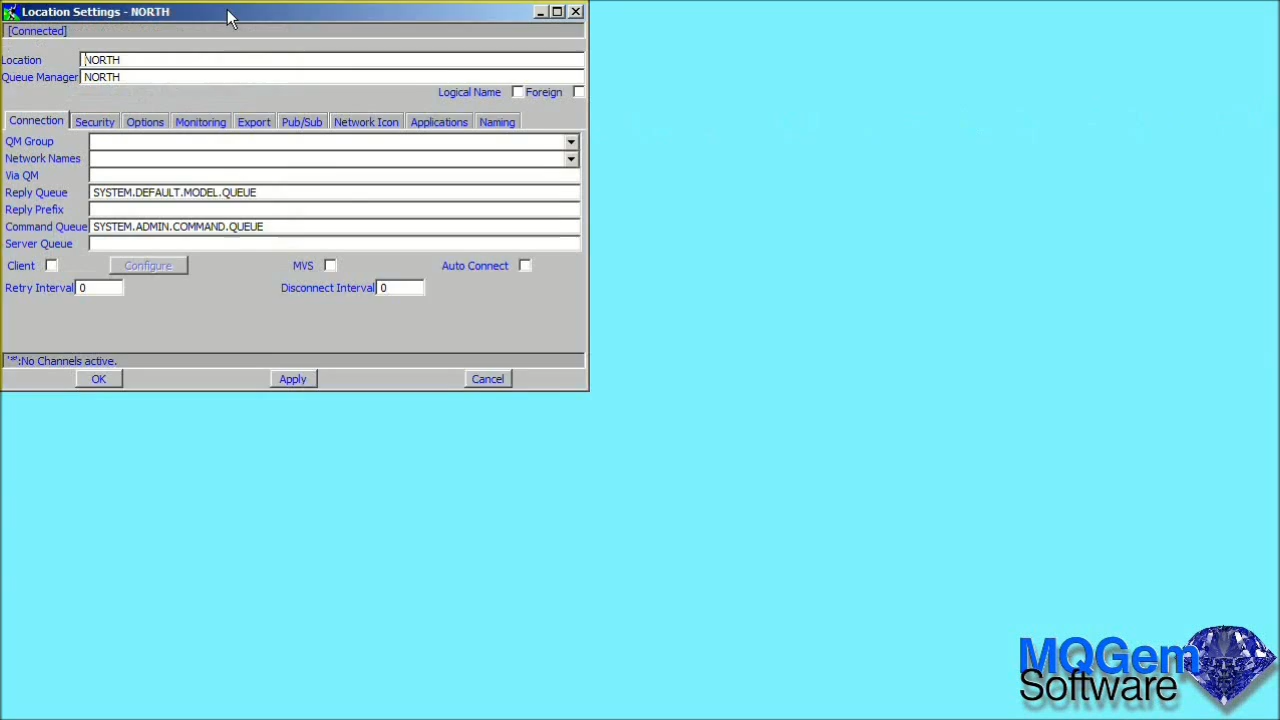 Location Settings - NORTH
[Connected]
Location NORTH
Queue Manager NORTH
Logical Name Foreign
Connection Security Options Monitoring Export Pub/Sub Network Icon Applications Naming
QM Group
Network Names
Via QM
Reply Queue SYSTEM.DEFAULT.MODEL.QUEUE
Reply Prefix
Command Queue SYSTEM.ADMIN.COMMAND.QUEUE
Server Queue
Client Configure MVS Auto Connect
Retry Interval 0 Disconnect Interval 0
'*':No Channels active.
OK Apply Cancel
MQGem
Software